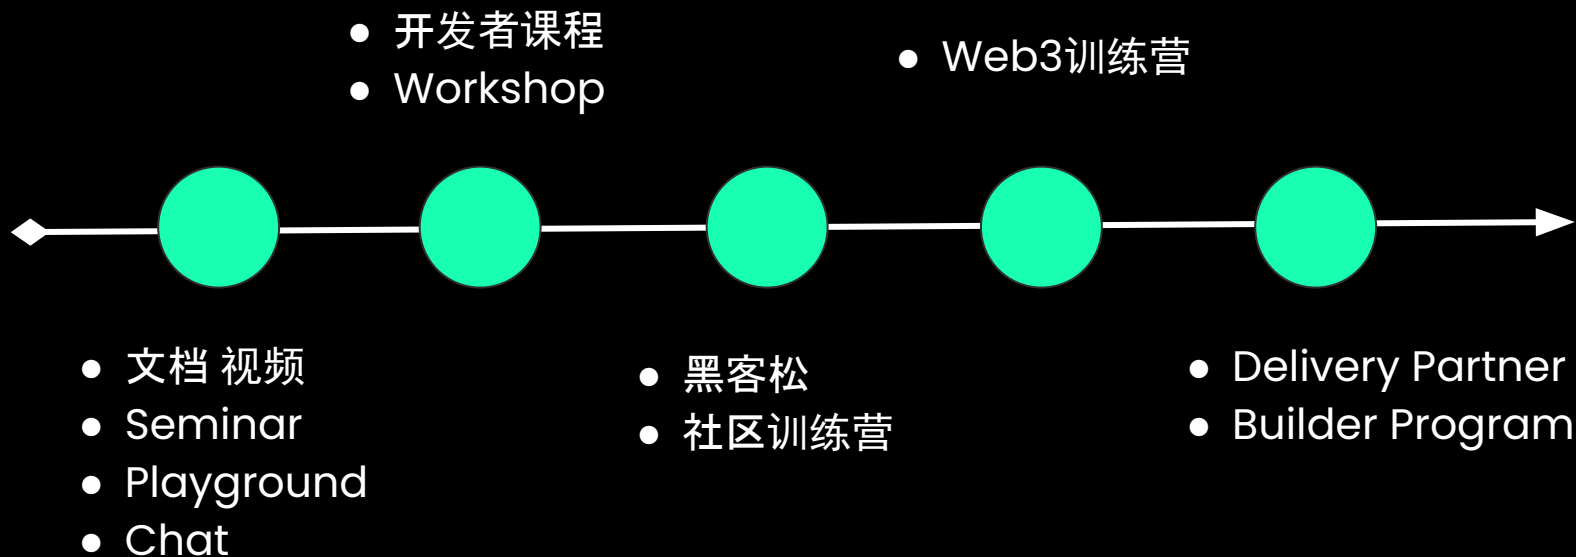 开发者课程
Workshop
Web3训练营
文档 视频
Seminar
Playground
Chat
黑客松
社区训练营
Delivery Partner
Builder Program